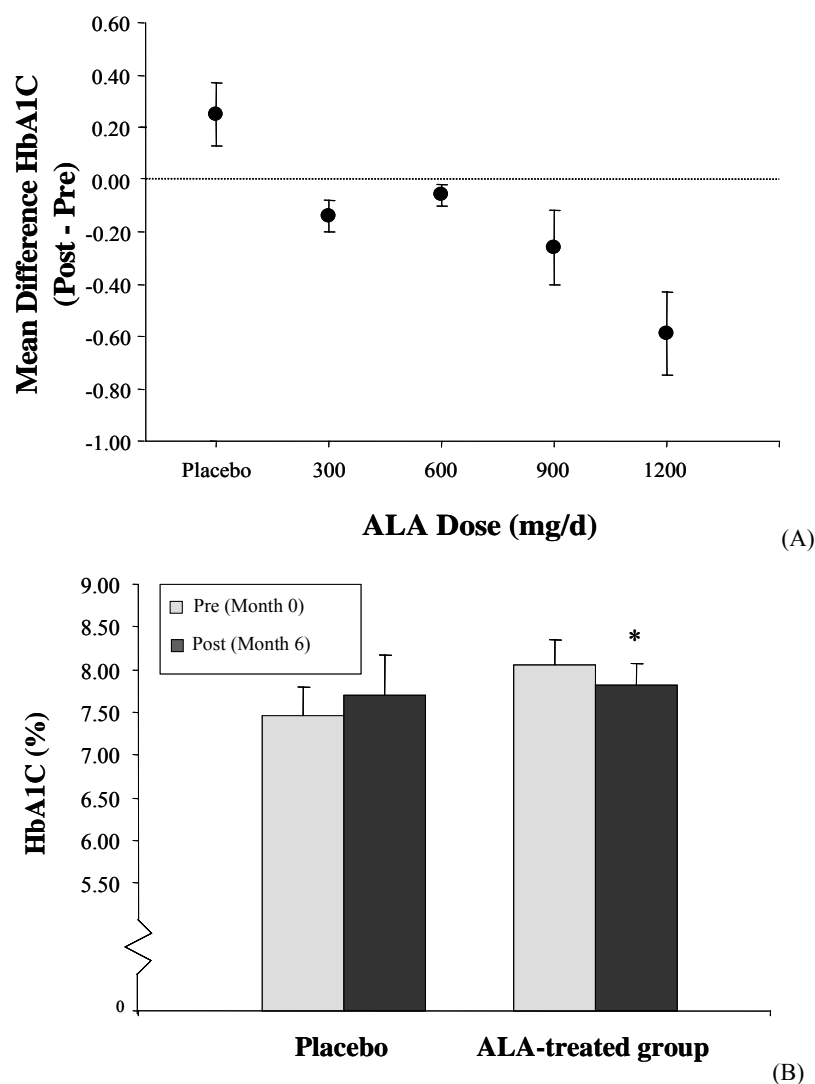 0.60
0.40
0.20
0.00
-0.20
-0.40
-0.60
-0.80
-1.00
Mean Difference HbA1C
(Post - Pre)
Placebo 300 600 900 1200
ALA Dose (mg/d)
(A)
9.00
8.50
8.00
7.50
7.00
6.50
6.00
5.50
0
HbA1C (%)
Pre (Month 0)
Post (Month 6)
*
Placebo ALA-treated group
(B)